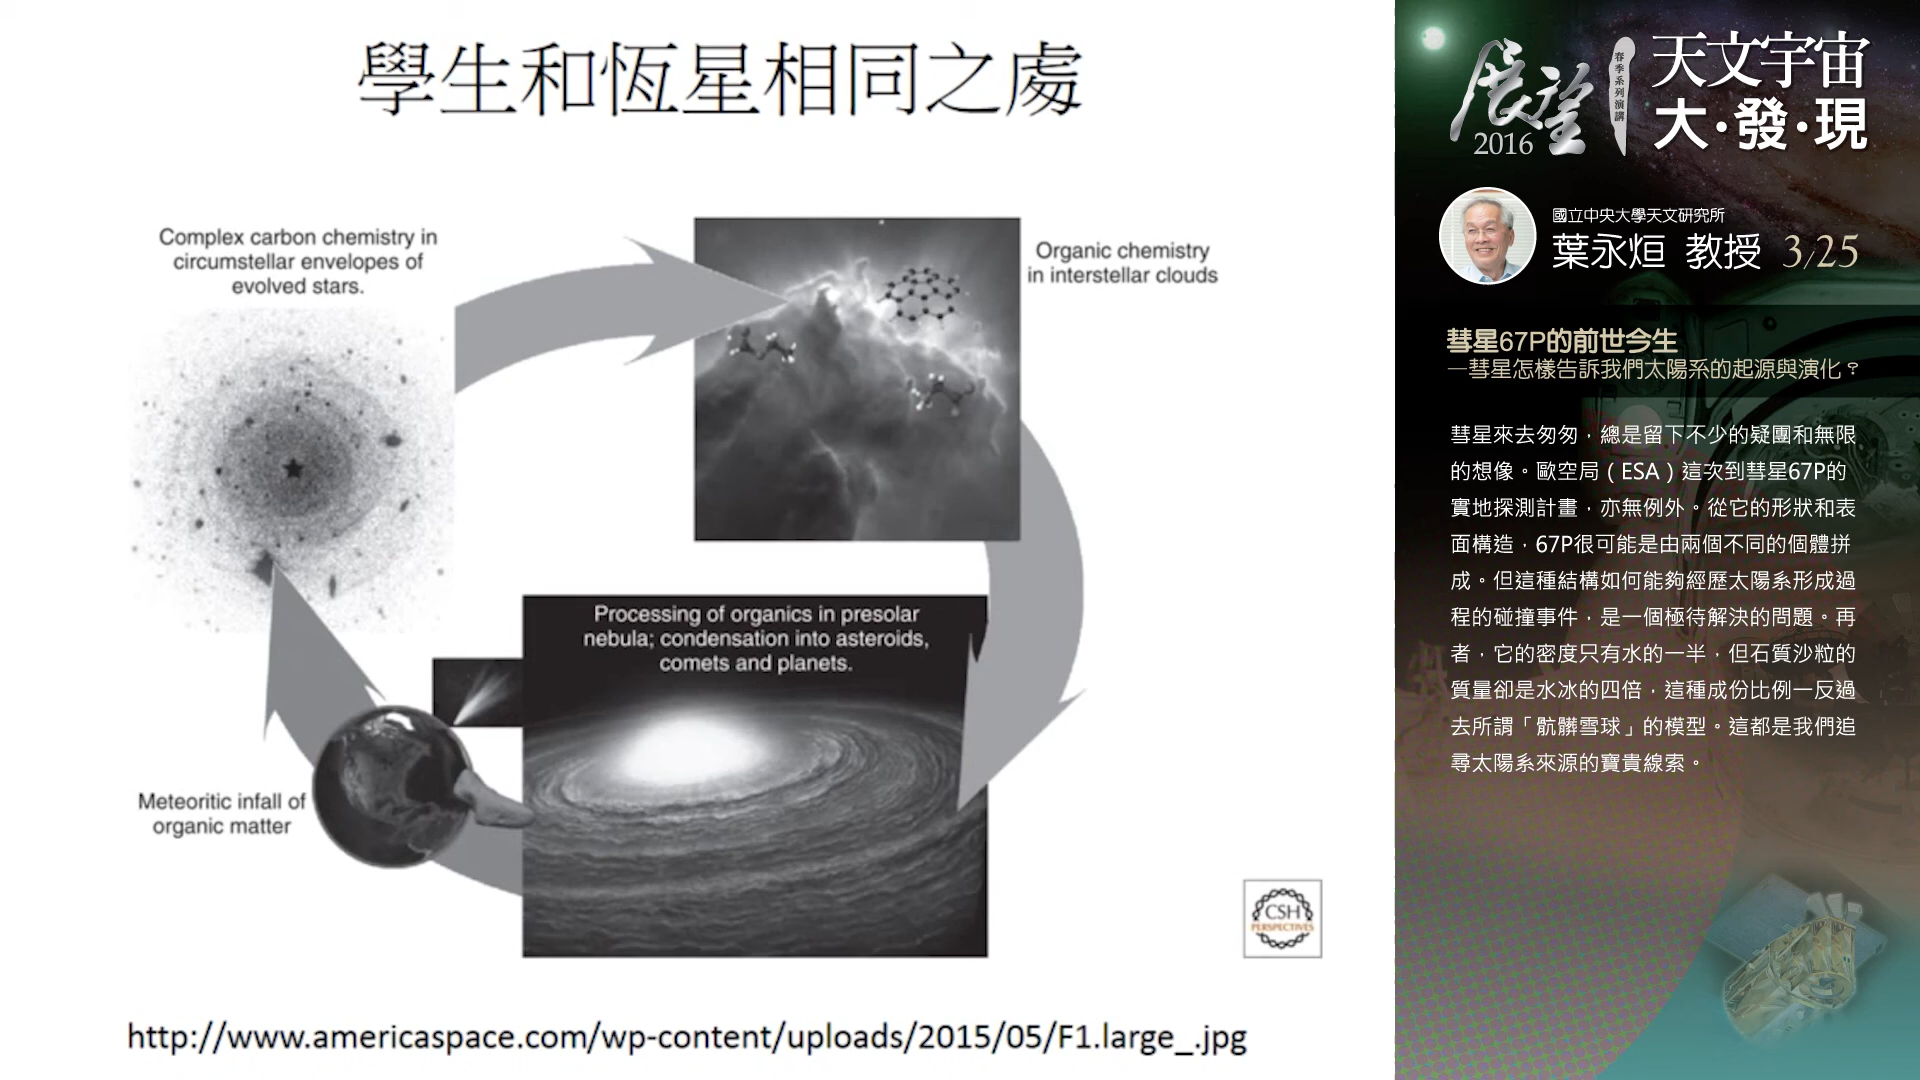 學生和恆星相同之處
Complex carbon chemistry in
circumstellar envelopes of
evolved stars.
Organic chemistry
in interstellar clouds
Processing of organics in presolar
nebula; condensation into asteroids,
comets and planets.
Meteoritic infall of
organic matter
CSH
PERSPECTIVES
http://www.americaspace.com/wp-content/uploads/2015/05/F1.large_.jpg
展望
2016
春季系列演講
天文宇宙
大·發·現
國立中央大學天文研究所
葉永烜 教授 3/25
彗星67P的前世今生
—彗星怎樣告訴我們太陽系的起源與演化？
彗星來去匆匆，總是留下不少的疑團和無限
的想像。歐空局（ESA）這次到彗星67P的
實地探測計畫，亦無例外。從它的形狀和表
面構造，67P很可能是由兩個不同的個體拼
成。但這種結構如何能夠經歷太陽系形成過
程的碰撞事件，是一個極待解決的問題。再
者，它的密度只有水的一半，但石質沙粒的
質量卻是水冰的四倍，這種成份比例一反過
去所謂「骯髒雪球」的模型。這都是我們追
尋太陽系來源的寶貴線索。